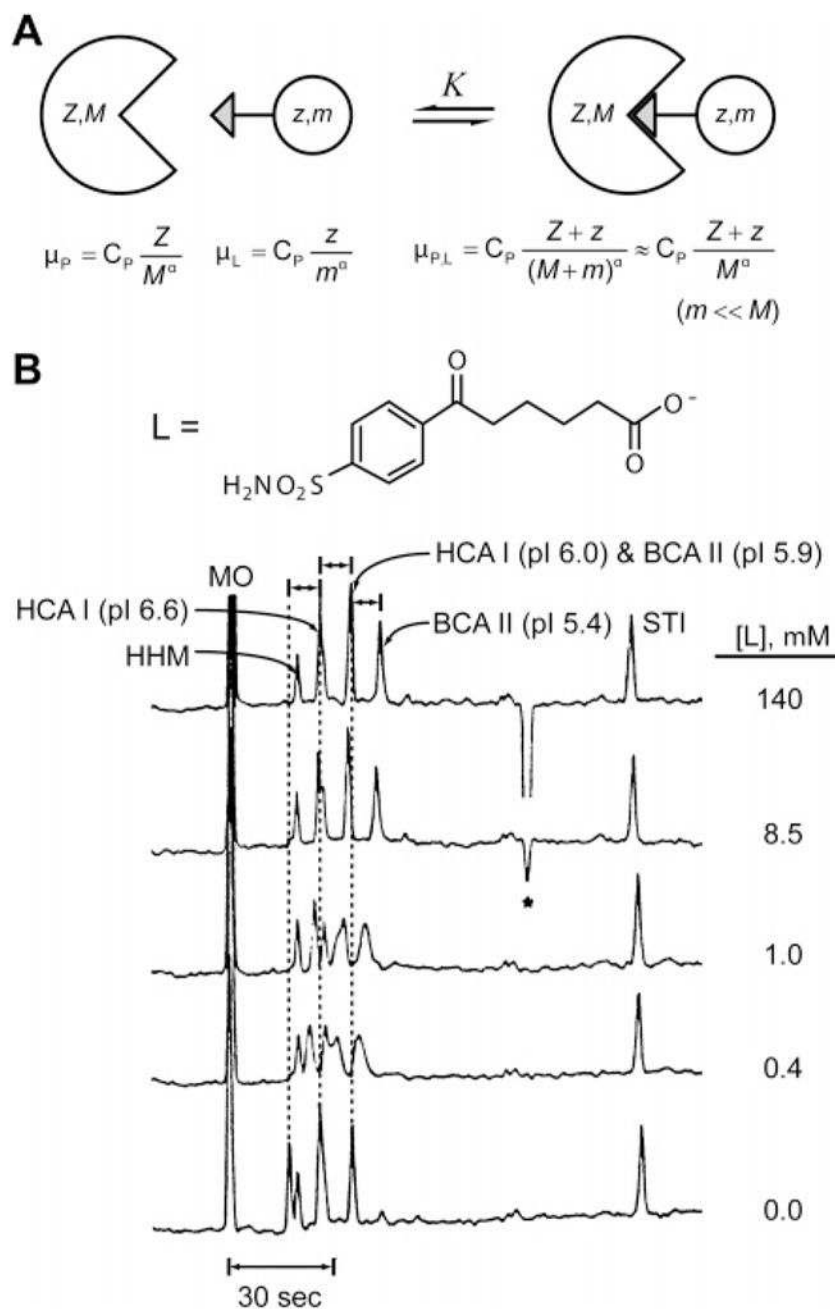 A
Z,M z,m K Z,M z,m
μP = CP Z/M^α μL = CP z/m^α μP,L = CP (Z + z)/(M + m)^α ≈ CP (Z + z)/M^α
(m << M)
B
L =
O
O⁻
O
H₂NO₂S
MO
HCA I (pI 6.0) & BCA II (pI 5.9)
HCA I (pI 6.6)
BCA II (pI 5.4) STI
[L], mM
HHM
140
8.5
*
1.0
0.4
0.0
30 sec